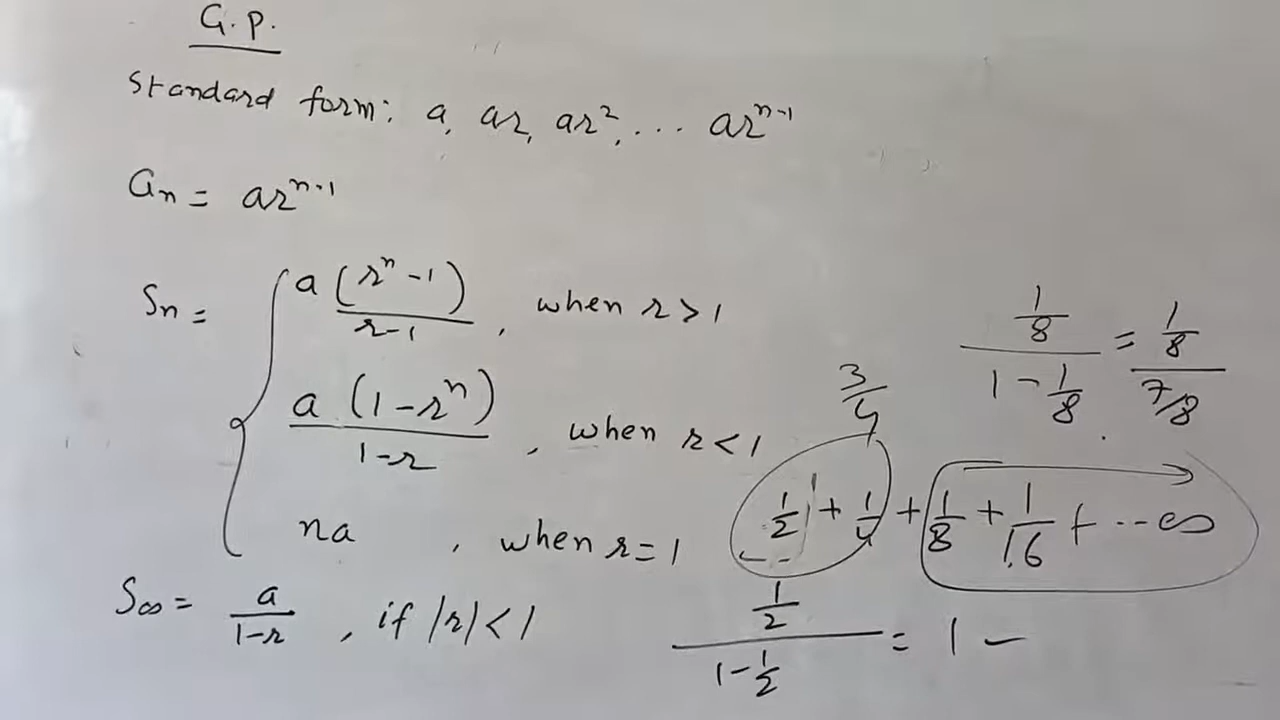 G.P.
Standard form: a, ar, ar², ... arⁿ⁻¹
aₙ = arⁿ⁻¹
Sₙ = { a(rⁿ-1)/r-1, when r>1
a(1-rⁿ)/1-r, when r<1
na, when r=1
S∞ = a/1-r, if |r|<1
1/8 / 1-1/8 = 1/8 / 7/8
3/4
1/2 + 1/4 + 1/8 + 1/16 + ... ∞
1/2 / 1-1/2 = 1 -